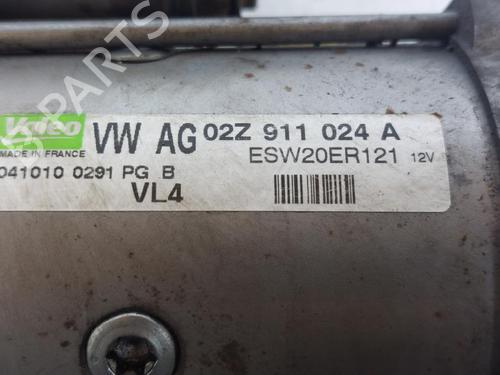 Valeo VW AG 02Z 911 024 A
MADE IN FRANCE ESW20ER121 12V
041010 0291 PG B
VL4